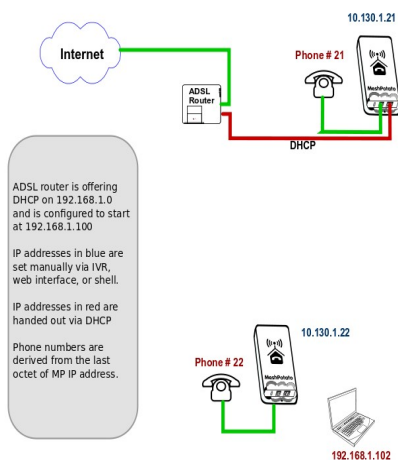 10.130.1.21
Internet
Phone # 21
ADSL
Router
MeshPotato
DHCP
ADSL router is offering
DHCP on 192.168.1.0
and is configured to start
at 192.168.1.100
IP addresses in blue are
set manually via IVR,
web interface, or shell.
IP addresses in red are
handed out via DHCP
Phone numbers are
derived from the last
octet of MP IP address.
10.130.1.22
Phone # 22
MeshPotato
192.168.1.102